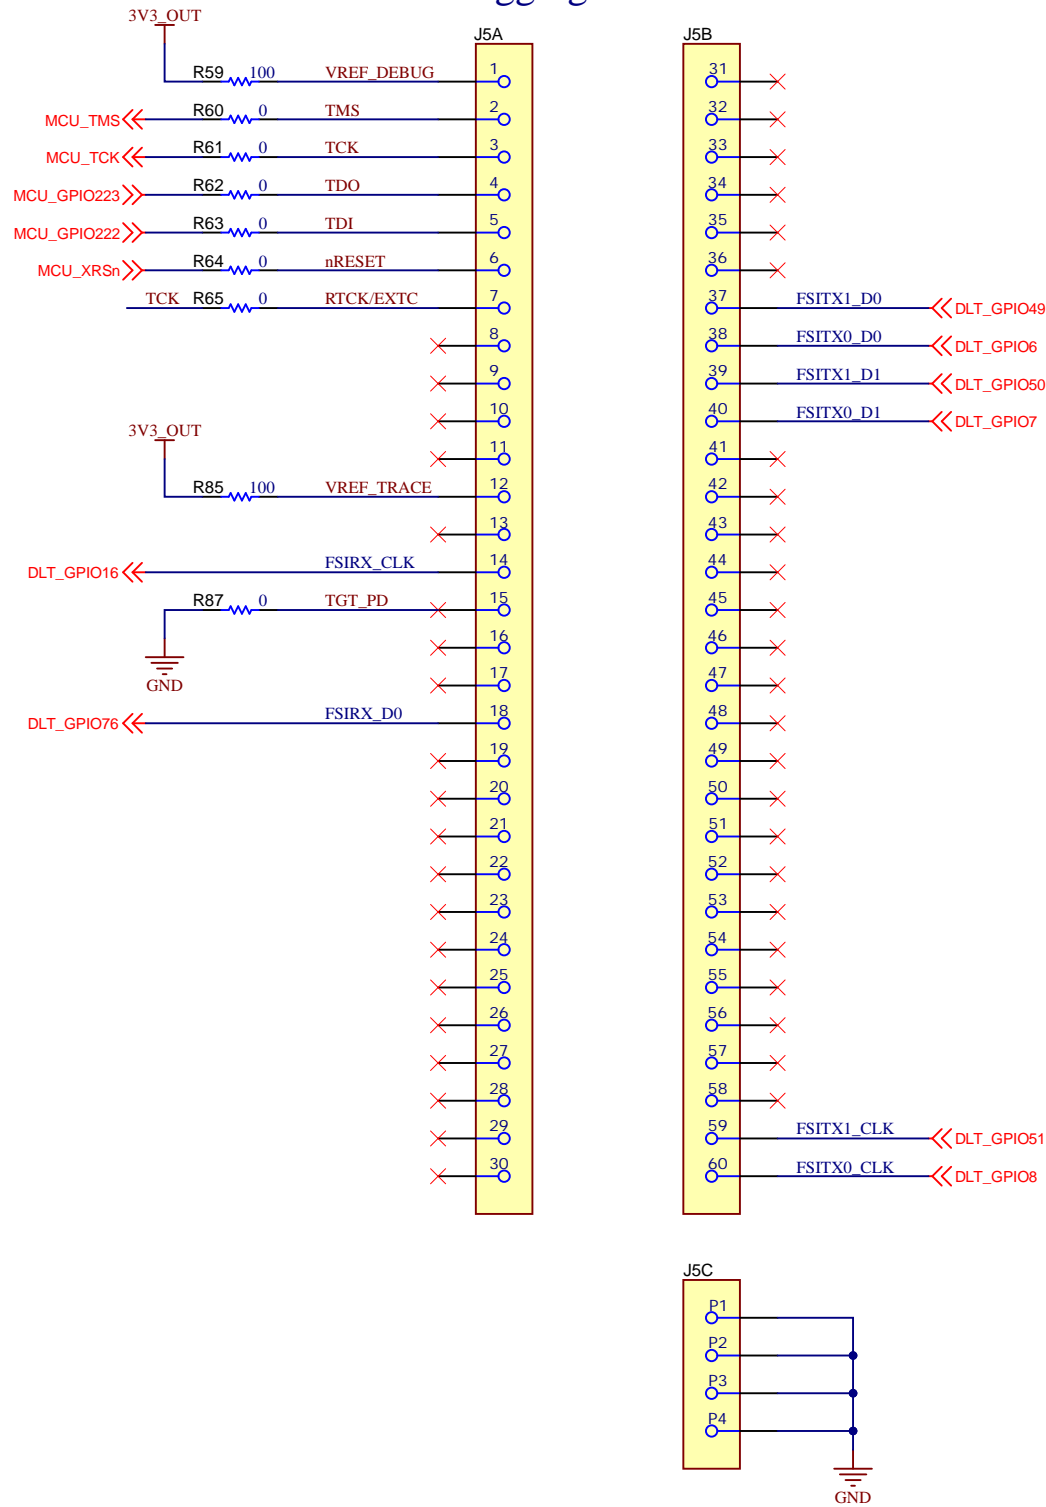 3V3_OUT
J5A
R59 100 VREF_DEBUG 1
MCU_TMS R60 0 TMS 2
MCU_TCK R61 0 TCK 3
MCU_GPIO223 R62 0 TDO 4
MCU_GPIO222 R63 0 TDI 5
MCU_XRSn R64 0 nRESET 6
TCK R65 0 RTCK/EXTC 7
8
9
10
11
3V3_OUT
R85 100 VREF_TRACE 12
13
DLT_GPIO16 FSIRX_CLK 14
R87 0 TGT_PD 15
16
GND
17
DLT_GPIO76 FSIRX_D0 18
19
20
21
22
23
24
25
26
27
28
29
30
J5B
31
32
33
34
35
36
37 FSITX1_D0 DLT_GPIO49
38 FSITX0_D0 DLT_GPIO6
39 FSITX1_D1 DLT_GPIO50
40 FSITX0_D1 DLT_GPIO7
41
42
43
44
45
46
47
48
49
50
51
52
53
54
55
56
57
58
59 FSITX1_CLK DLT_GPIO51
60 FSITX0_CLK DLT_GPIO8
J5C
P1
P2
P3
P4
GND